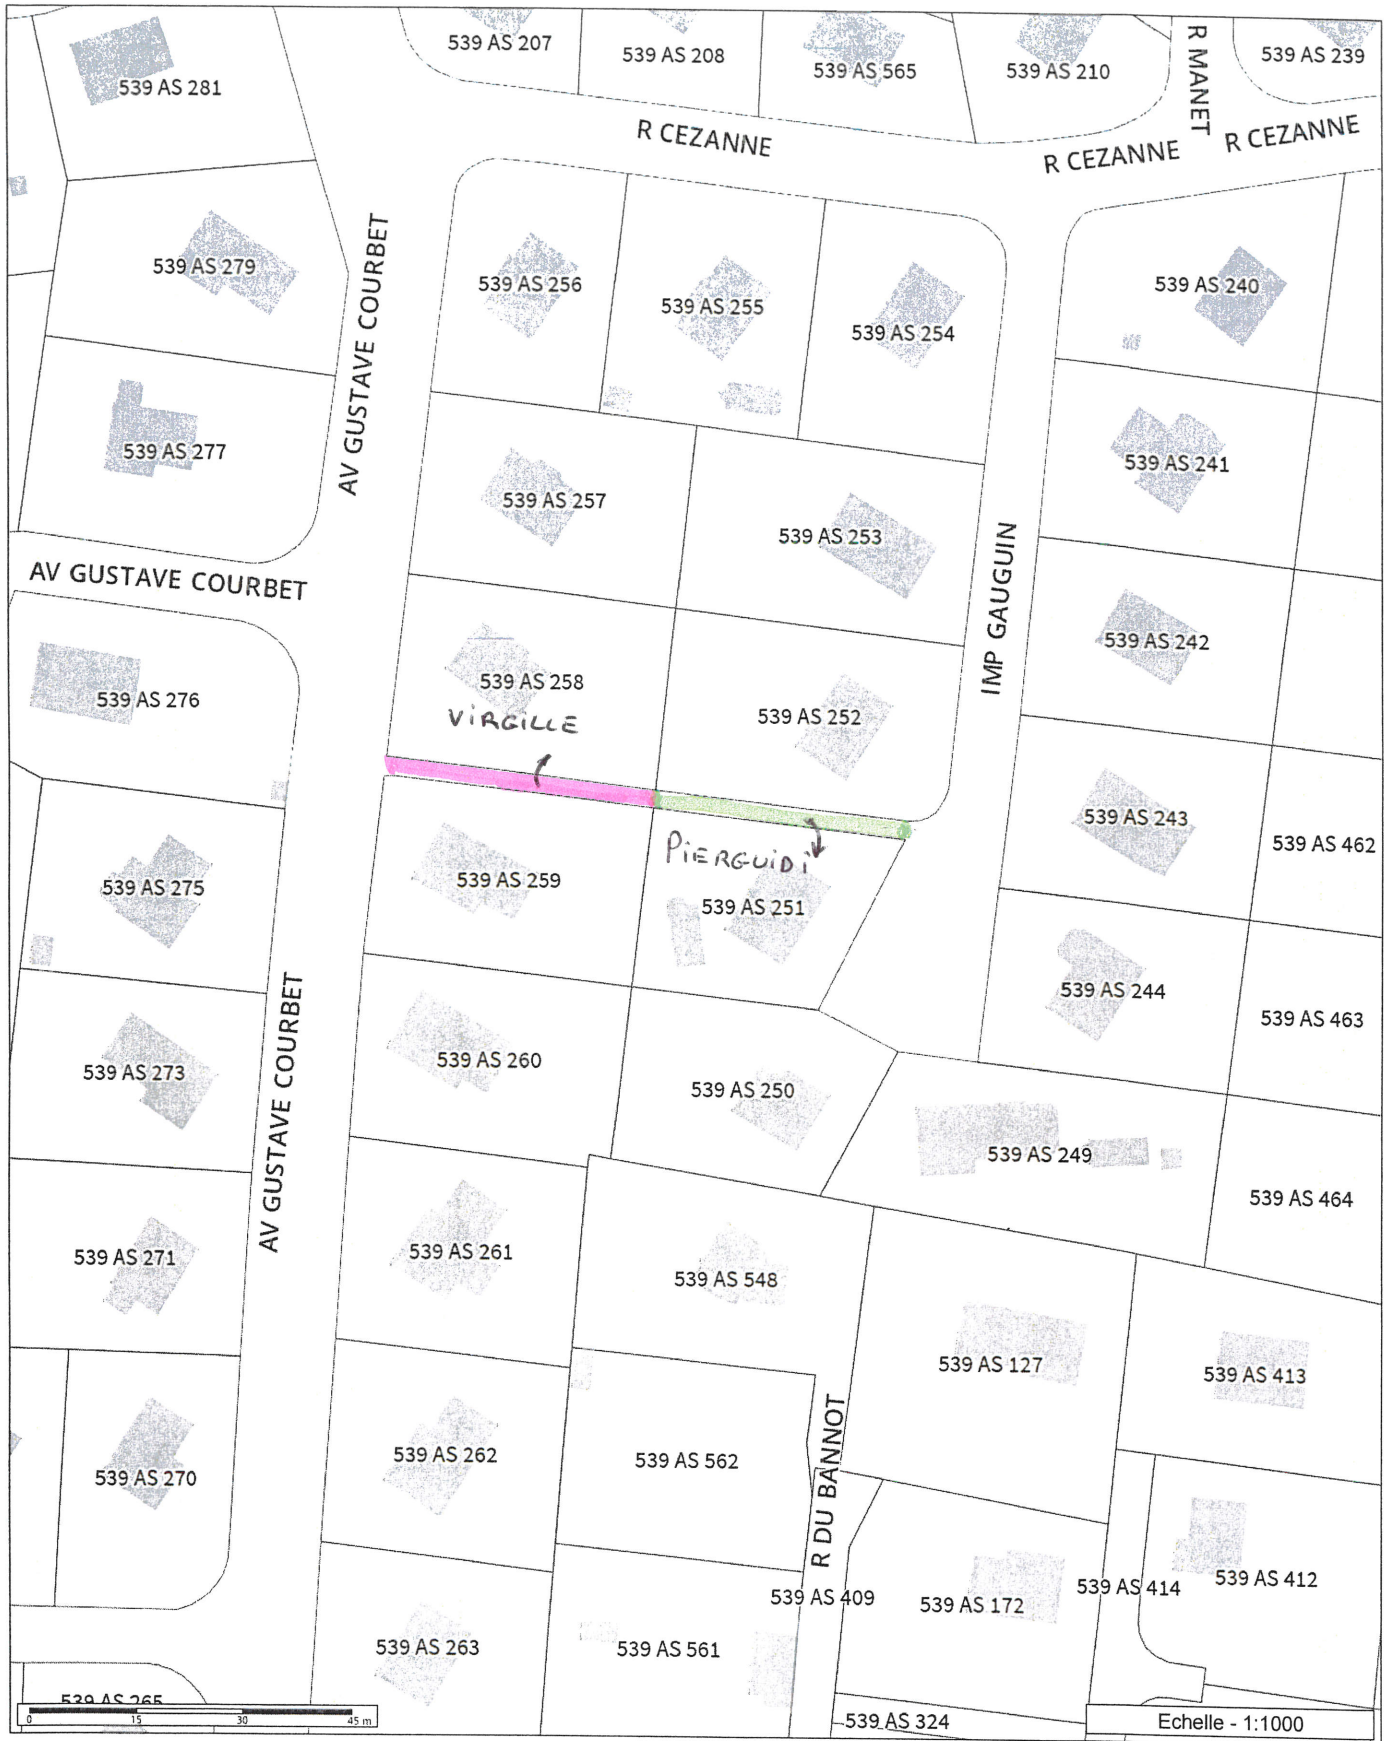 539 AS 207
539 AS 208
539 AS 565
539 AS 210
R MANET
539 AS 239
539 AS 281
R CEZANNE
R CEZANNE
R CEZANNE
539 AS 279
AV GUSTAVE COURBET
539 AS 256
539 AS 255
539 AS 254
539 AS 240
539 AS 277
539 AS 257
539 AS 253
539 AS 241
AV GUSTAVE COURBET
IMP GAUGUIN
539 AS 276
539 AS 258
VIRGILLE
539 AS 252
539 AS 242
539 AS 243
539 AS 462
PIERGUIDI
539 AS 275
539 AS 259
539 AS 251
539 AS 244
539 AS 463
AV GUSTAVE COURBET
539 AS 273
539 AS 260
539 AS 250
539 AS 249
539 AS 464
539 AS 271
539 AS 261
539 AS 548
539 AS 127
539 AS 413
539 AS 270
539 AS 262
539 AS 562
R DU BANNOT
539 AS 409
539 AS 172
539 AS 414
539 AS 412
539 AS 263
539 AS 561
539 AS 265
0 15 30 45 m
539 AS 324
Echelle - 1:1000